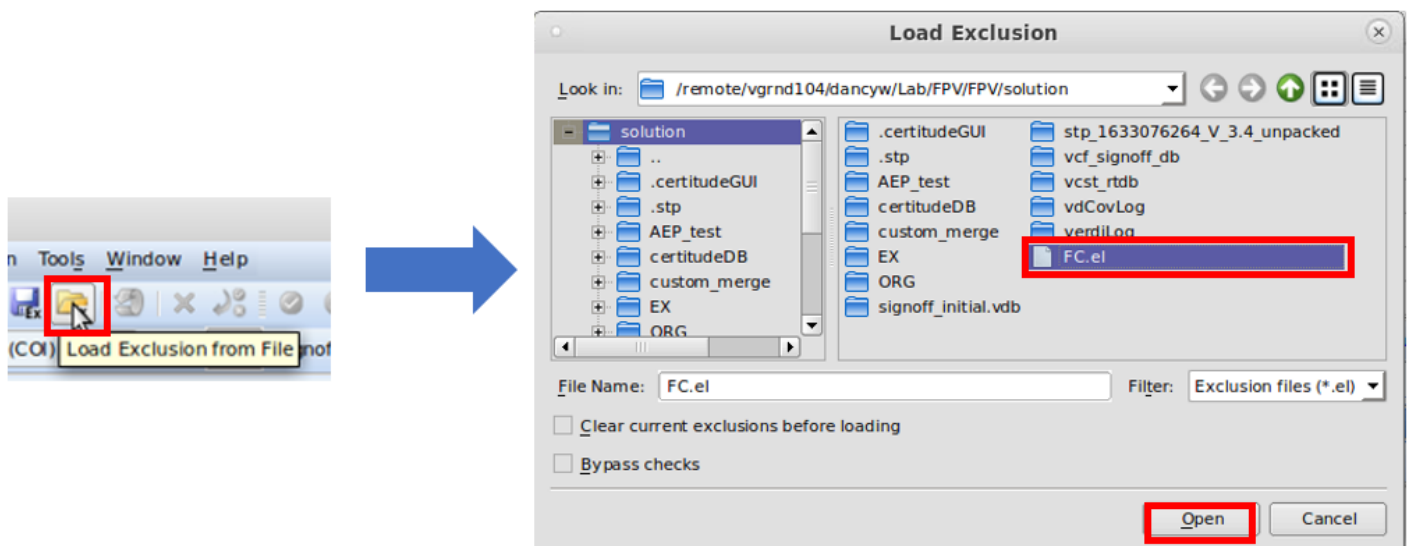 n Tools Window Help
Ex
(COI) Load Exclusion from File nof
Load Exclusion
Look in: /remote/vgrnd104/dancyw/Lab/FPV/FPV/solution
solution
..
.certitudeGUI
.stp
AEP_test
certitudeDB
custom_merge
EX
ORG
.certitudeGUI
.stp
AEP_test
certitudeDB
custom_merge
EX
ORG
signoff_initial.vdb
stp_1633076264_V_3.4_unpacked
vcf_signoff_db
vcst_rtdb
vdCovLog
verdiLog
FC.el
File Name: FC.el Filter: Exclusion files (*.el)
Clear current exclusions before loading
Bypass checks
Open Cancel